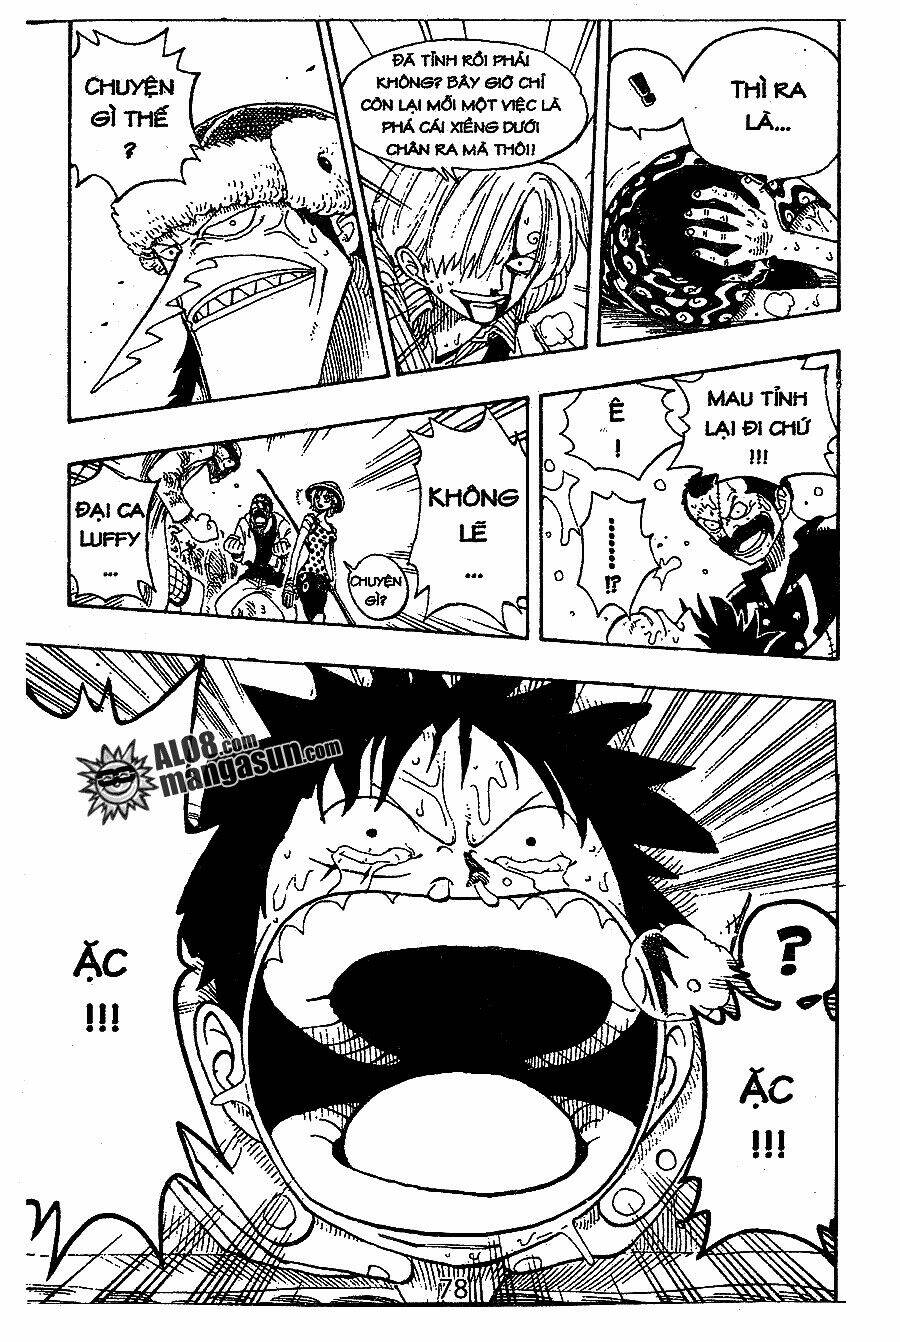 THÌ RA
LÀ...
!
ĐÃ TỈNH RỒI PHẢI
KHÔNG? BÂY GIỜ CHỈ
CÒN LẠI MỖI MỘT VIỆC LÀ
PHÁ CÁI XIỀNG DƯỚI
CHÂN RA MÀ THÔI!!
CHUYỆN
GÌ THẾ
?
MAU TỈNH
LẠI ĐI CHỨ
!!!
Ê
!
.........
!?
KHÔNG
LẼ
...
CHUYỆN
GÌ?
ĐẠI CA
LUFFY
...
AL08.com
mangasun.com
?
ẶC
!!!
ẶC
!!!
78